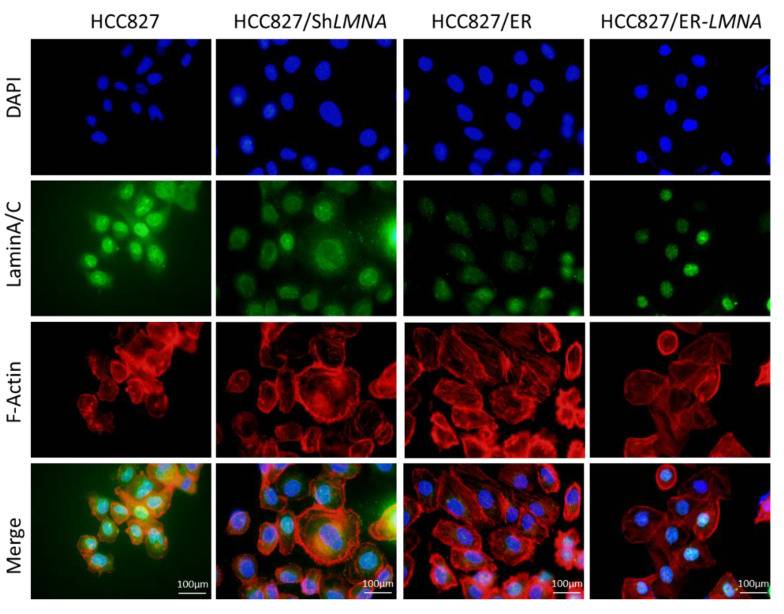 HCC827 HCC827/ShLMNA HCC827/ER HCC827/ER-LMNA
DAPI
LaminA/C
F-Actin
Merge
100μm 100μm 100μm 100μm